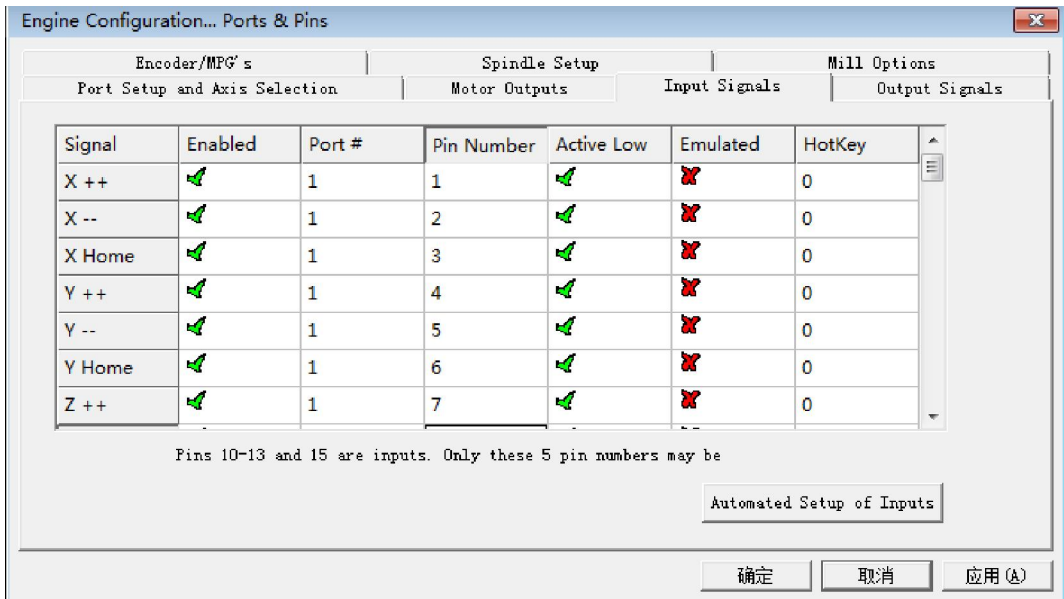 Engine Configuration... Ports & Pins
Encoder/MPG's Spindle Setup Mill Options
Port Setup and Axis Selection Motor Outputs Input Signals Output Signals
Signal Enabled Port # Pin Number Active Low Emulated HotKey
X ++ 1 1 0
X -- 1 2 0
X Home 1 3 0
Y ++ 1 4 0
Y -- 1 5 0
Y Home 1 6 0
Z ++ 1 7 0
Pins 10-13 and 15 are inputs. Only these 5 pin numbers may be
Automated Setup of Inputs
确定 取消 应用(A)